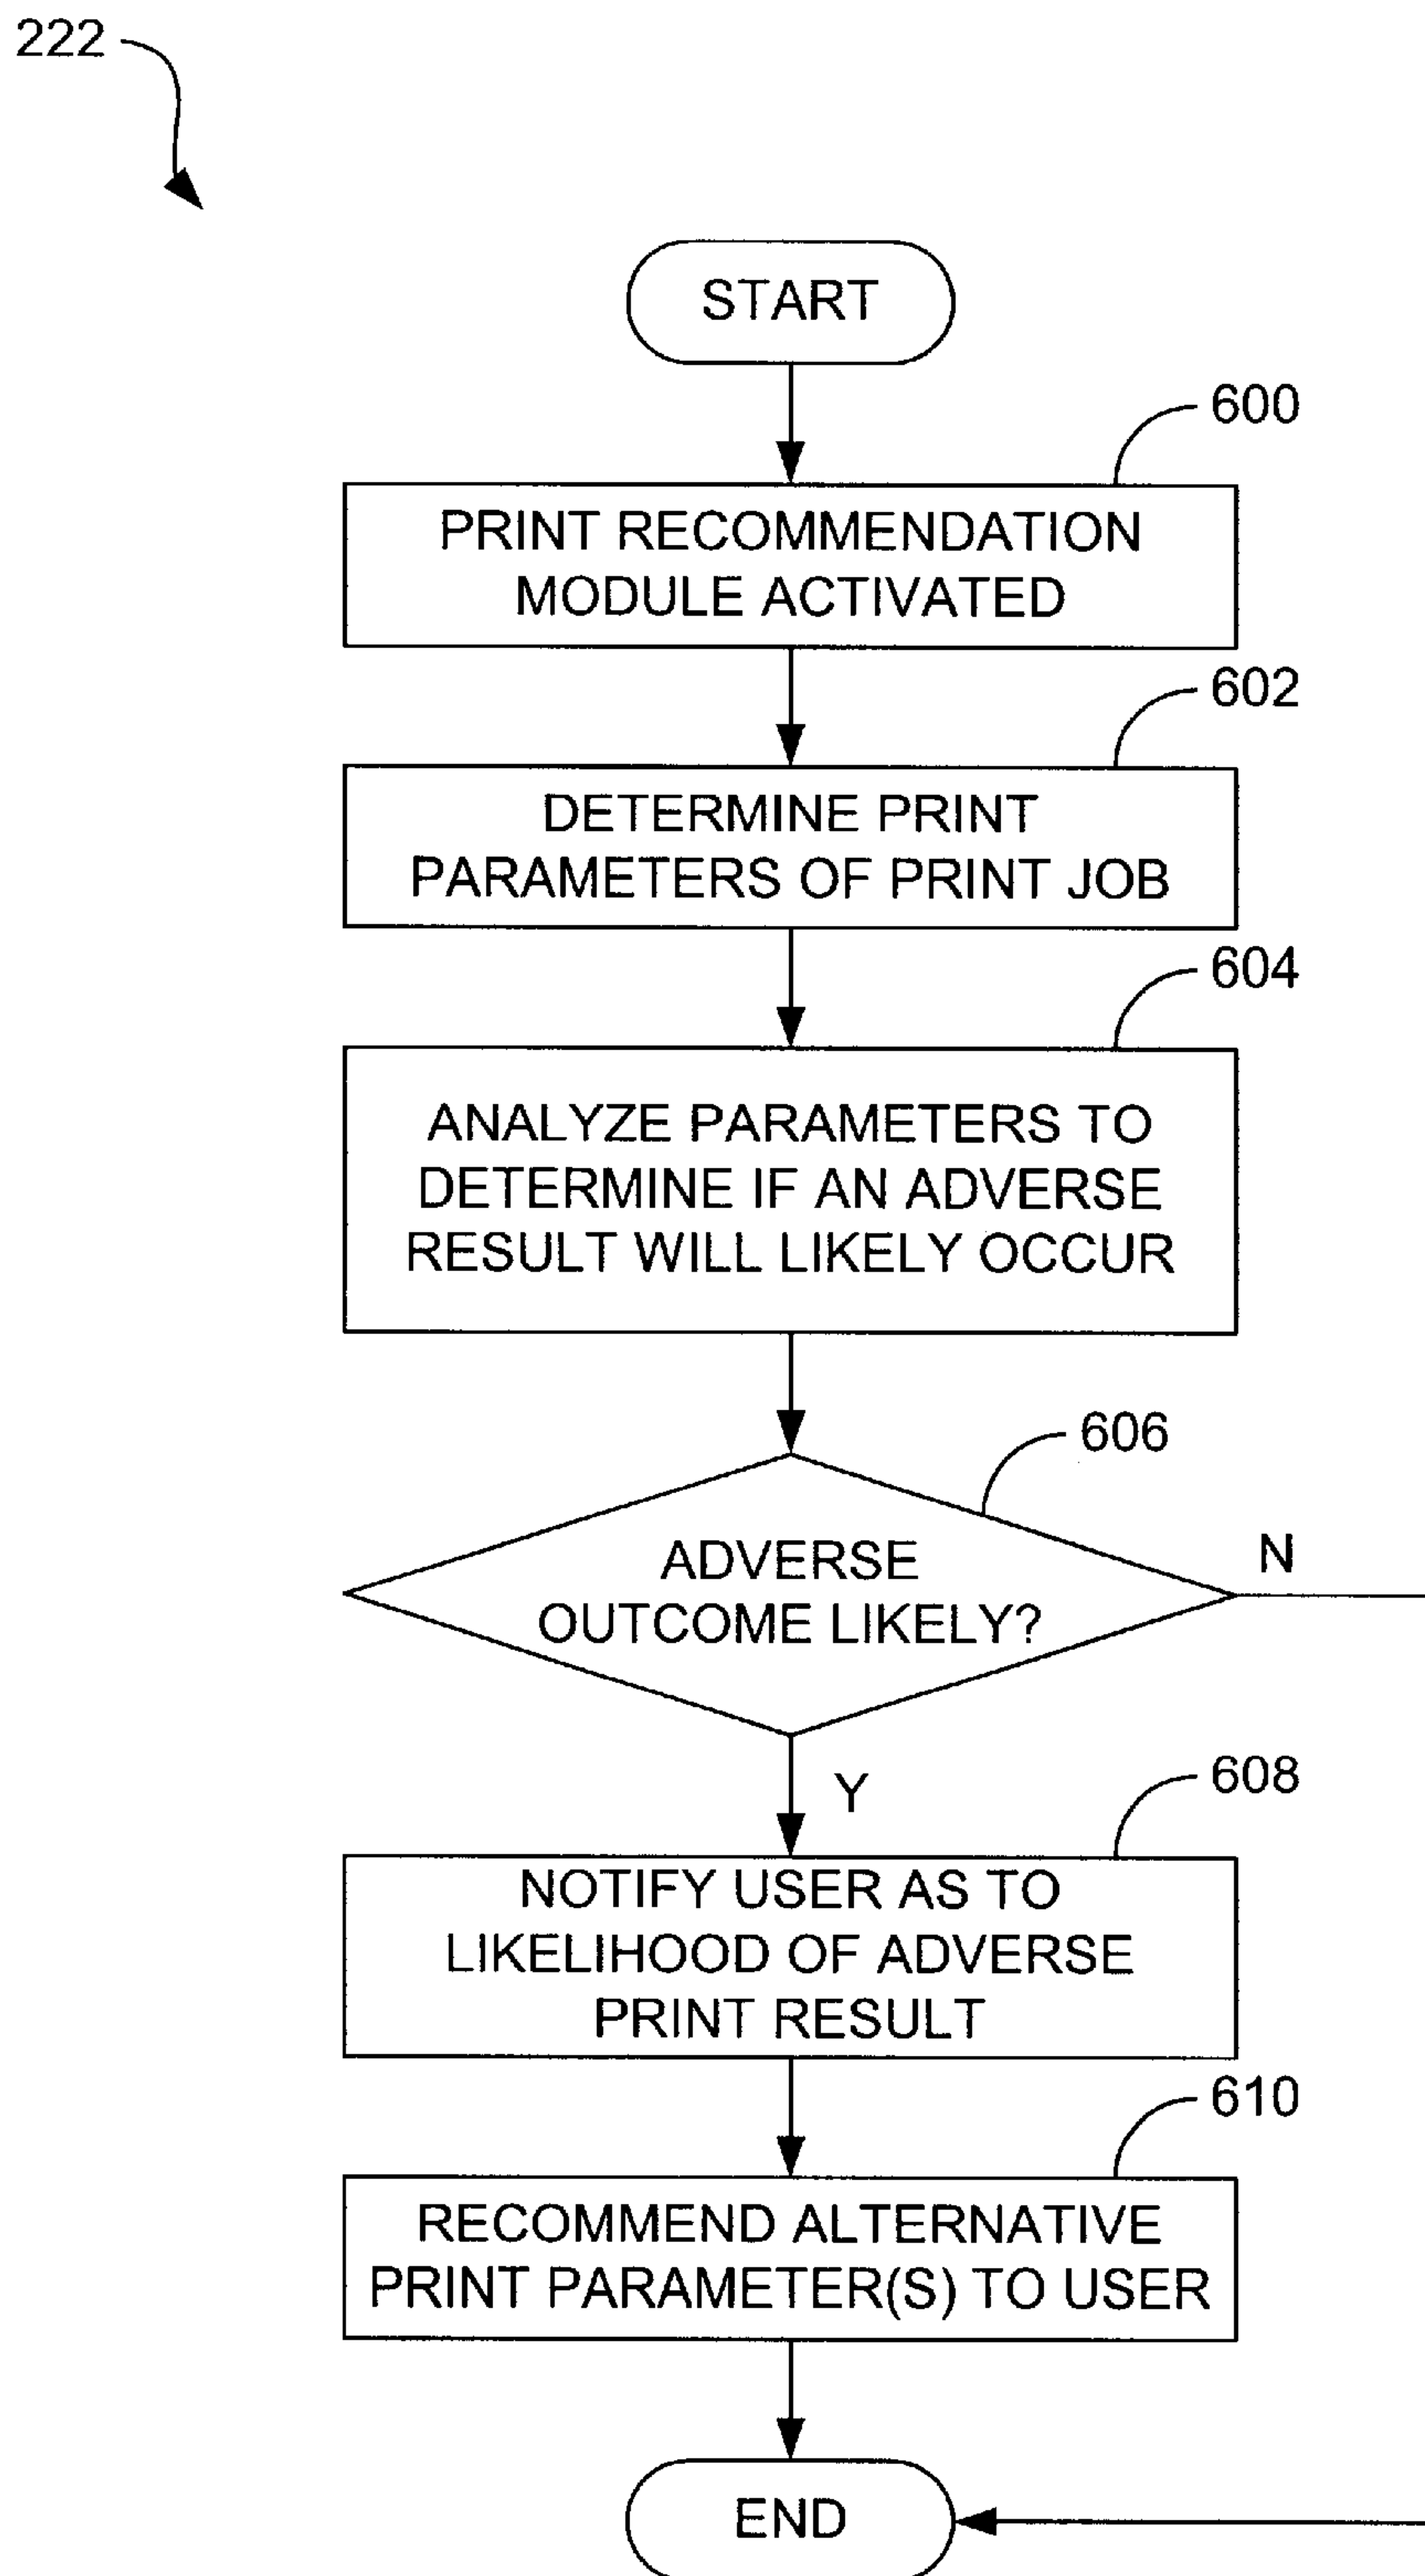 222
START
600
PRINT RECOMMENDATION
MODULE ACTIVATED
602
DETERMINE PRINT
PARAMETERS OF PRINT JOB
604
ANALYZE PARAMETERS TO
DETERMINE IF AN ADVERSE
RESULT WILL LIKELY OCCUR
606
ADVERSE
OUTCOME LIKELY?
N
Y
608
NOTIFY USER AS TO
LIKELIHOOD OF ADVERSE
PRINT RESULT
610
RECOMMEND ALTERNATIVE
PRINT PARAMETER(S) TO USER
END